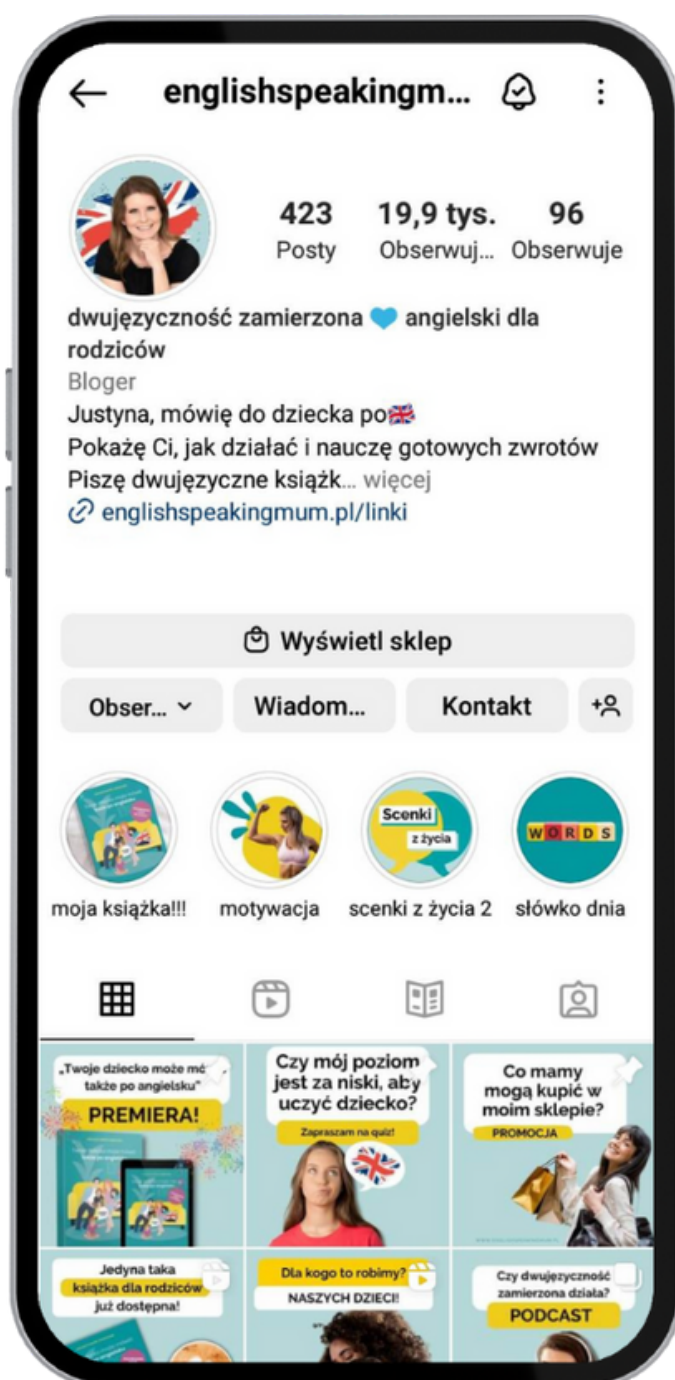 englishspeakingm...
423 19,9 tys. 96
Posty Obserwuj... Obserwuje
dwujęzyczność zamierzona 💙 angielski dla
rodziców
Bloger
Justyna, mówię do dziecka po🇬🇧
Pokażę Ci, jak działać i nauczę gotowych zwrotów
Piszę dwujęzyczne książk... więcej
englishspeakingmum.pl/linki
Wyświetl sklep
Obser... Wiadom... Kontakt
Scenki
z życia
WORDS
moja książka!!! motywacja scenki z życia 2 słówko dnia
„Twoje dziecko może mó
także po angielsku"
PREMIERA!
Czy mój poziom
jest za niski, aby
uczyć dziecko?
Zapraszam na quiz!
Co mamy
mogą kupić w
moim sklepie?
PROMOCJA
Jedyna taka
książka dla rodziców
już dostępna!
Dla kogo to robimy?
NASZYCH DZIECI!
Czy dwujęzyczność
zamierzona działa?
PODCAST